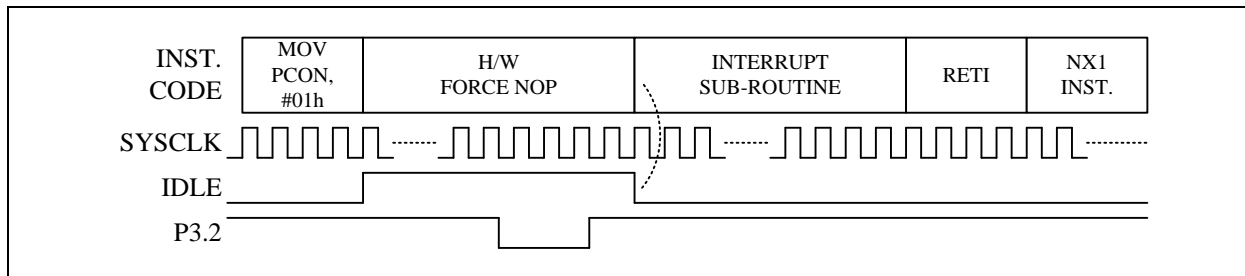 INST.
CODE
MOV
PCON,
#01h
H/W
FORCE NOP
INTERRUPT
SUB-ROUTINE
RETI
NX1
INST.
SYSCLK
IDLE
P3.2